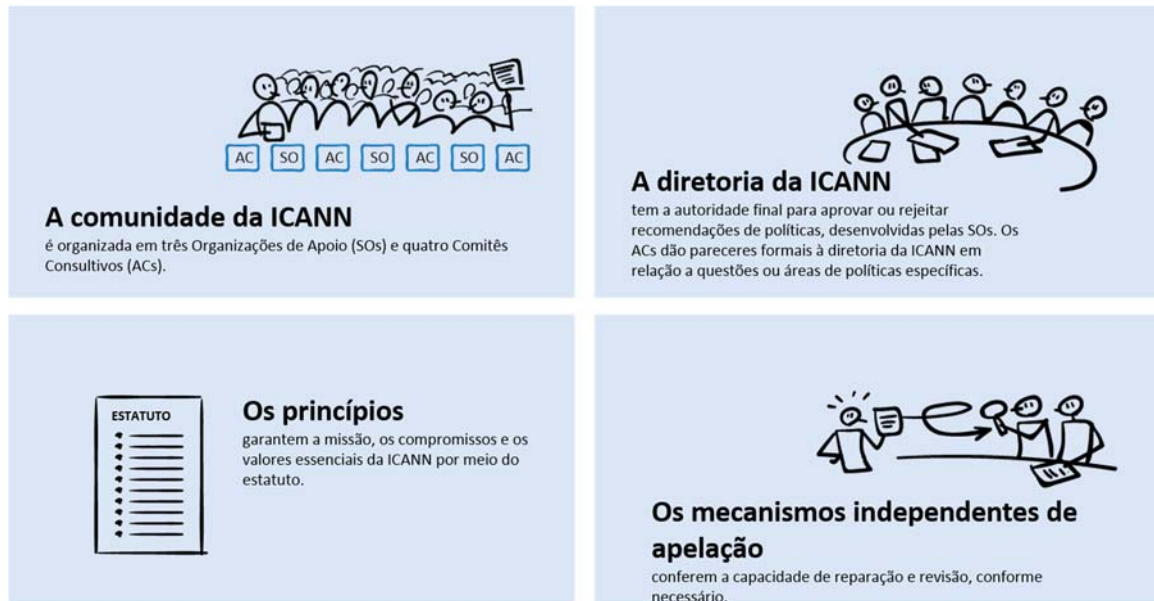 AC SO AC SO AC SO AC
A comunidade da ICANN
é organizada em três Organizações de Apoio (SOs) e quatro Comitês
Consultivos (ACs).
A diretoria da ICANN
tem a autoridade final para aprovar ou rejeitar
recomendações de políticas, desenvolvidas pelas SOs. Os
ACs dão pareceres formais à diretoria da ICANN em
relação a questões ou áreas de políticas específicas.
ESTATUTO
Os princípios
garantem a missão, os compromissos e os
valores essenciais da ICANN por meio do
estatuto.
Os mecanismos independentes de
apelação
conferem a capacidade de reparação e revisão, conforme
necessário.